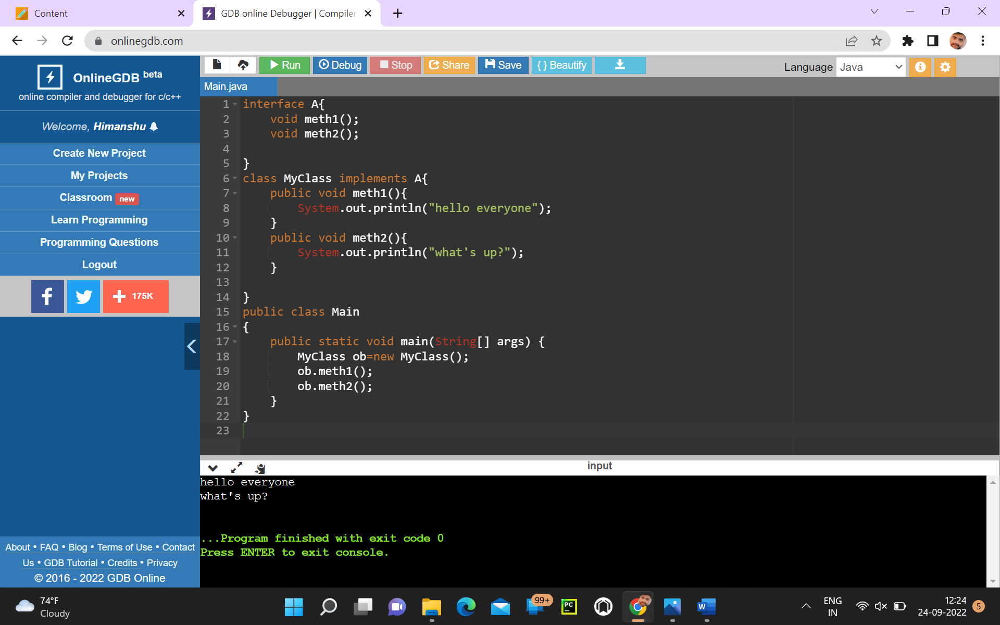 Content
GDB online Debugger | Compiler
onlinegdb.com
OnlineGDB beta
online compiler and debugger for c/c++
Welcome, Himanshu
Create New Project
My Projects
Classroom new
Learn Programming
Programming Questions
Logout
f
+ 175K
About • FAQ • Blog • Terms of Use • Contact
Us • GDB Tutorial • Credits • Privacy
© 2016 - 2022 GDB Online
Run Debug Stop Share Save { } Beautify
Language Java
Main.java
1 interface A{
2     void meth1();
3     void meth2();
4
5 }
6 class MyClass implements A{
7     public void meth1(){
8         System.out.println("hello everyone");
9     }
10     public void meth2(){
11         System.out.println("what's up?");
12     }
13
14 }
15 public class Main
16 {
17     public static void main(String[] args) {
18         MyClass ob=new MyClass();
19         ob.meth1();
20         ob.meth2();
21     }
22 }
23
input
hello everyone
what's up?
...Program finished with exit code 0
Press ENTER to exit console.
74°F
Cloudy
99+
PC
W
ENG
IN
12:24
24-09-2022
5